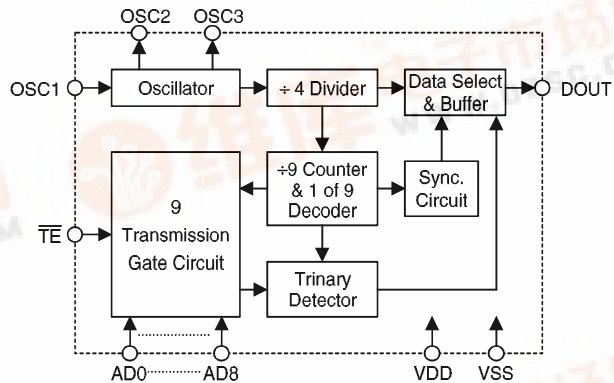 OSC2 OSC3
OSC1
Oscillator
÷ 4 Divider
Data Select
& Buffer
DOUT
÷9 Counter
& 1 of 9
Decoder
Sync.
Circuit
9
Transmission
Gate Circuit
TE
Trinary
Detector
AD0 AD8 VDD VSS